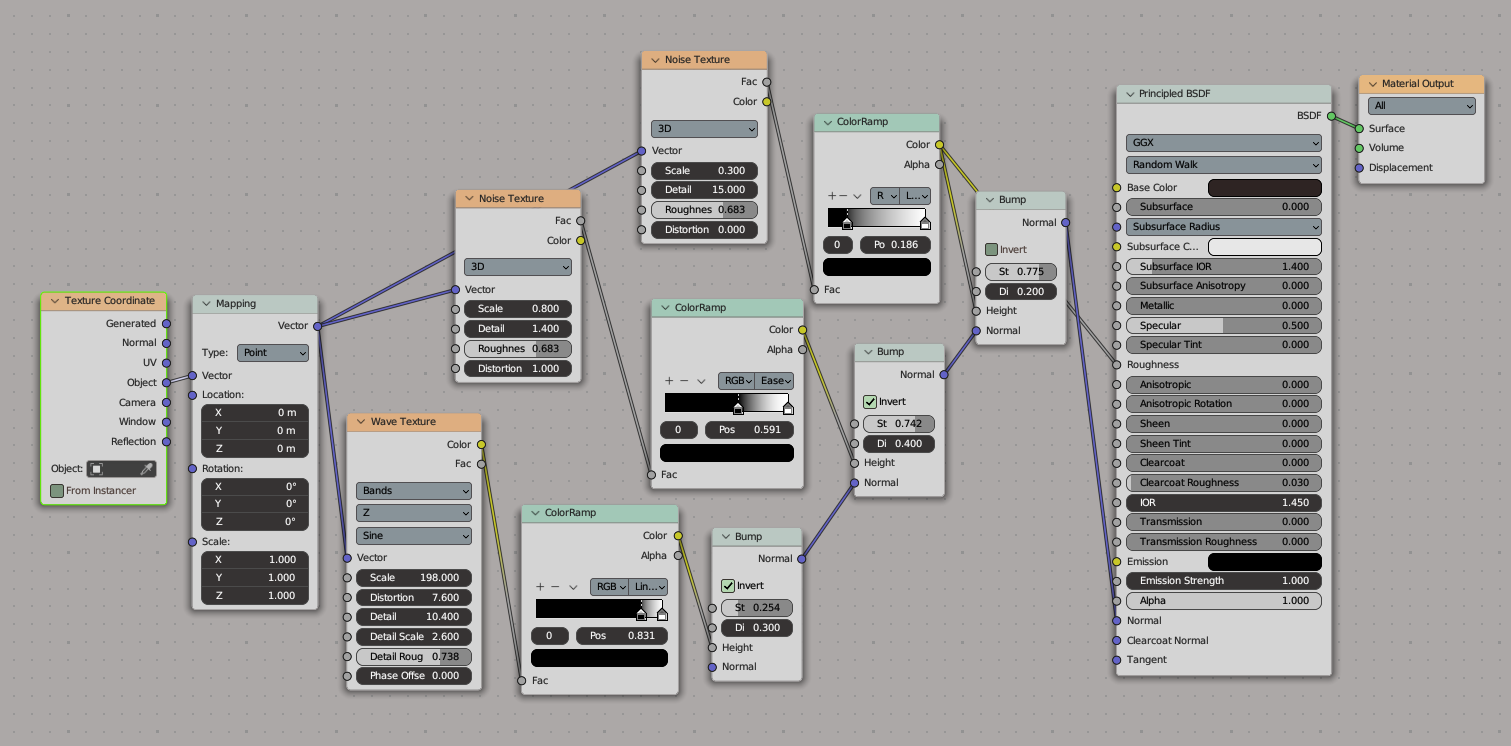 Texture Coordinate
Generated
Normal
UV
Object
Camera
Window
Reflection
Object:
From Instancer
Mapping
Vector
Type: Point
Vector
Location:
X 0 m
Y 0 m
Z 0 m
Rotation:
X 0°
Y 0°
Z 0°
Scale:
X 1.000
Y 1.000
Z 1.000
Wave Texture
Color
Fac
Bands
Z
Sine
Vector
Scale 198.000
Distortion 7.600
Detail 10.400
Detail Scale 2.600
Detail Roug 0.738
Phase Offse 0.000
Noise Texture
Fac
Color
3D
Vector
Scale 0.800
Detail 1.400
Roughnes 0.683
Distortion 1.000
Noise Texture
Fac
Color
3D
Vector
Scale 0.300
Detail 15.000
Roughnes 0.683
Distortion 0.000
ColorRamp
Color
Alpha
RGB Lin...
0 Pos 0.831
Fac
ColorRamp
Color
Alpha
RGB Ease
0 Pos 0.591
Fac
ColorRamp
Color
Alpha
R L...
0 Po 0.186
Fac
Bump
Normal
Invert
St 0.254
Di 0.300
Height
Normal
Bump
Normal
Invert
St 0.742
Di 0.400
Height
Normal
Bump
Normal
Invert
St 0.775
Di 0.200
Height
Normal
Principled BSDF
BSDF
GGX
Random Walk
Base Color
Subsurface 0.000
Subsurface Radius
Subsurface C...
Subsurface IOR 1.400
Subsurface Anisotropy 0.000
Metallic 0.000
Specular 0.500
Specular Tint 0.000
Roughness
Anisotropic 0.000
Anisotropic Rotation 0.000
Sheen 0.000
Sheen Tint 0.000
Clearcoat 0.000
Clearcoat Roughness 0.030
IOR 1.450
Transmission 0.000
Transmission Roughness 0.000
Emission
Emission Strength 1.000
Alpha 1.000
Normal
Clearcoat Normal
Tangent
Material Output
All
Surface
Volume
Displacement